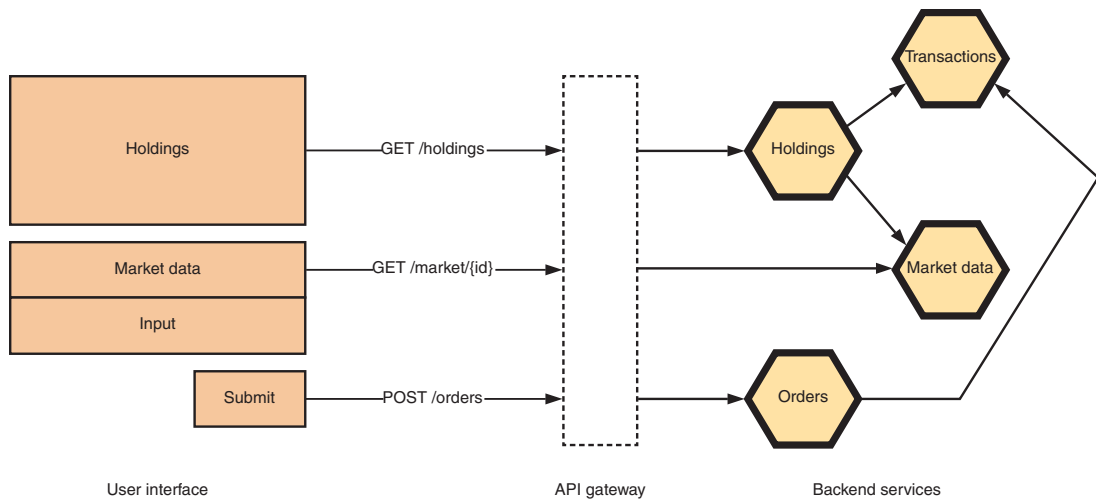 Transactions
Holdings
GET /holdings
Holdings
Market data
GET /market/{id}
Market data
Input
Submit
POST /orders
Orders
User interface
API gateway
Backend services